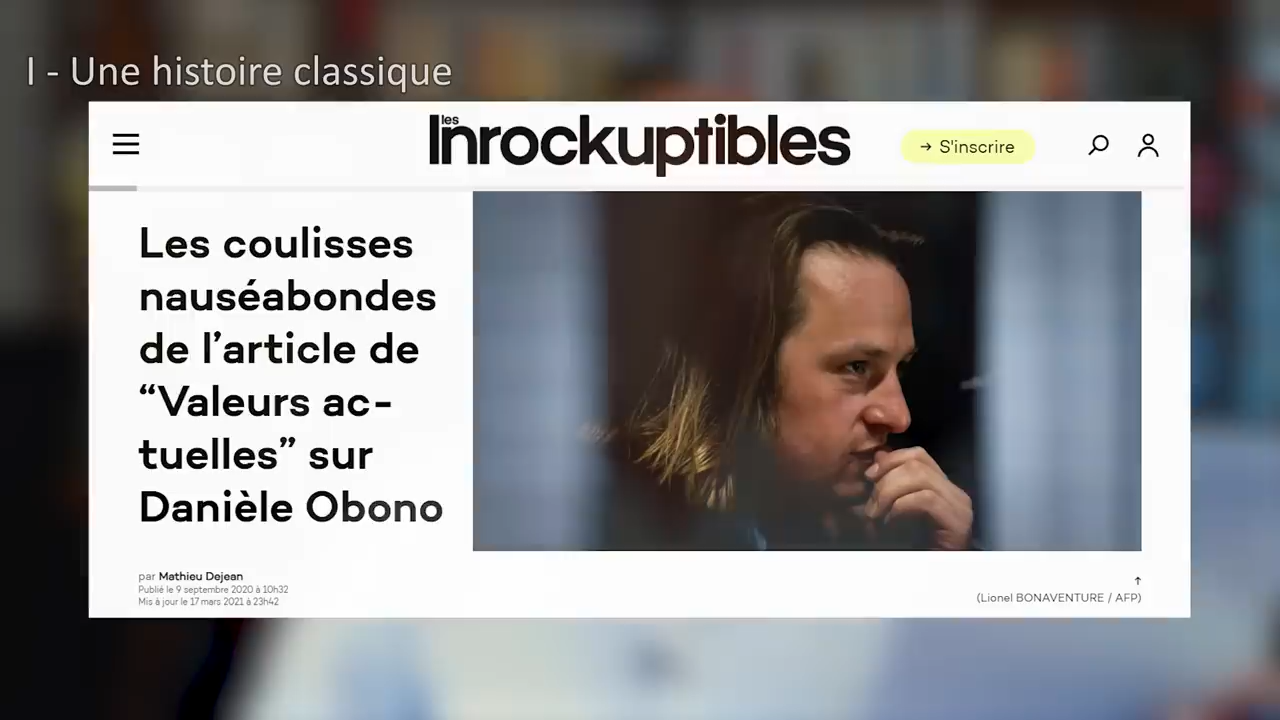 I - Une histoire classique
les
Inrockuptibles
→ S'inscrire
Les coulisses
nauséabondes
de l’article de
“Valeurs ac-
tuelles” sur
Danièle Obono
par Mathieu Dejean
Publié le 9 septembre 2020 à 10h32
Mis à jour le 17 mars 2021 à 23h42
↑
(Lionel BONAVENTURE / AFP)